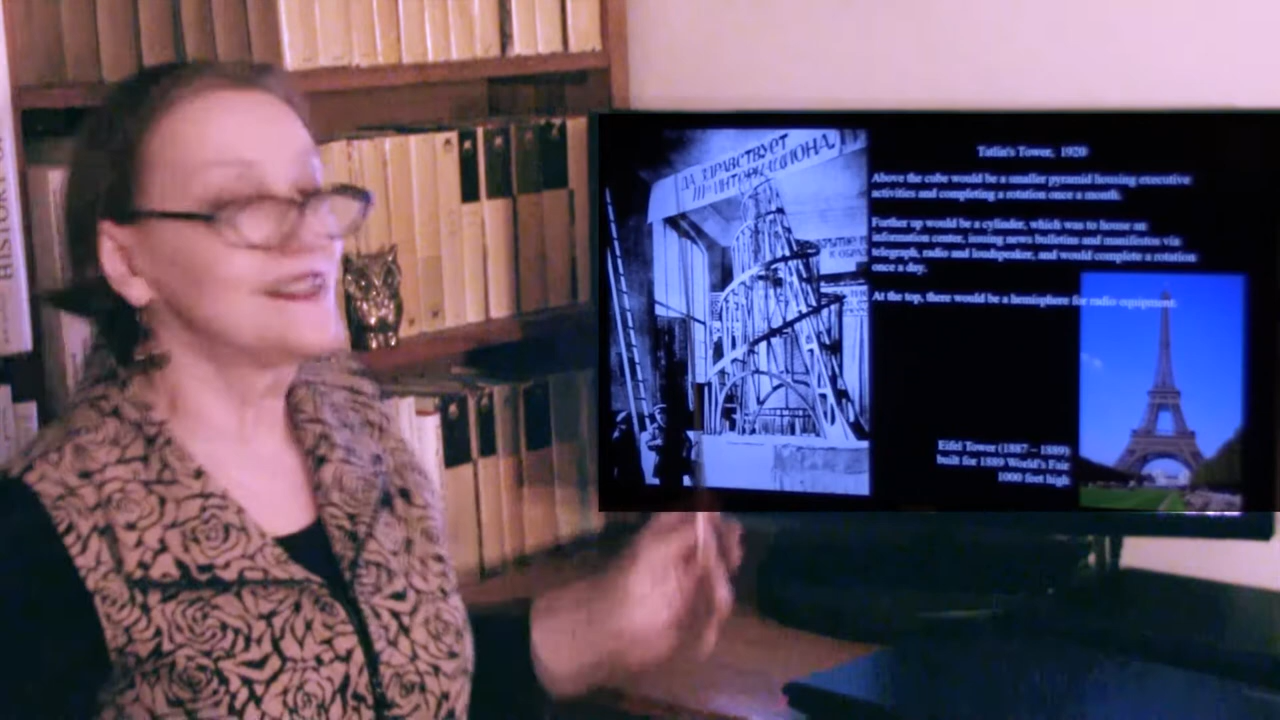 HISTORY OF
ДА ЗДРАВСТВУЕТ
IIIй ИНТЕРНАЦИОНАЛ
Tatlin's Tower, 1920
Above the cube would be a smaller pyramid housing executive
activities and completing a rotation once a month.
Further up would be a cylinder, which was to house an
information center, issuing news bulletins and manifestos via
telegraph, radio and loudspeaker, and would complete a rotation
once a day.
At the top, there would be a hemisphere for radio equipment.
Eifel Tower (1887 – 1889)
built for 1889 World's Fair
1000 feet high